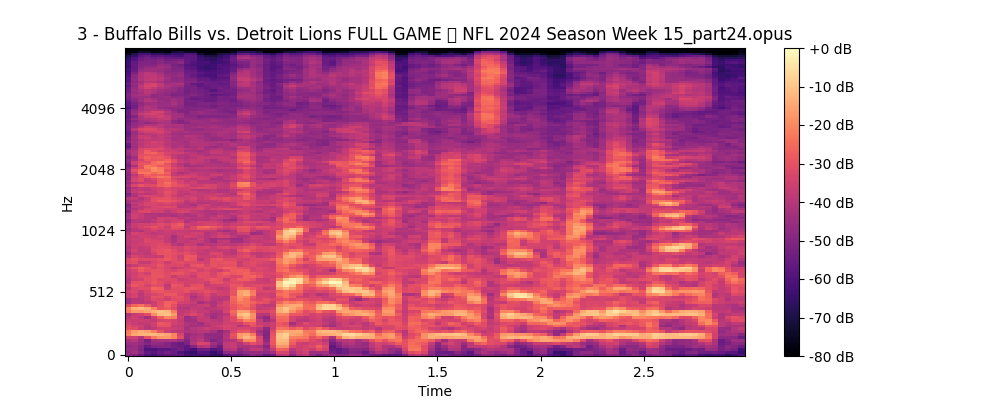 3 - Buffalo Bills vs. Detroit Lions FULL GAME ▯ NFL 2024 Season Week 15_part24.opus
Hz
4096
2048
1024
512
0
0
0.5
1
1.5
2
2.5
Time
+0 dB
-10 dB
-20 dB
-30 dB
-40 dB
-50 dB
-60 dB
-70 dB
-80 dB